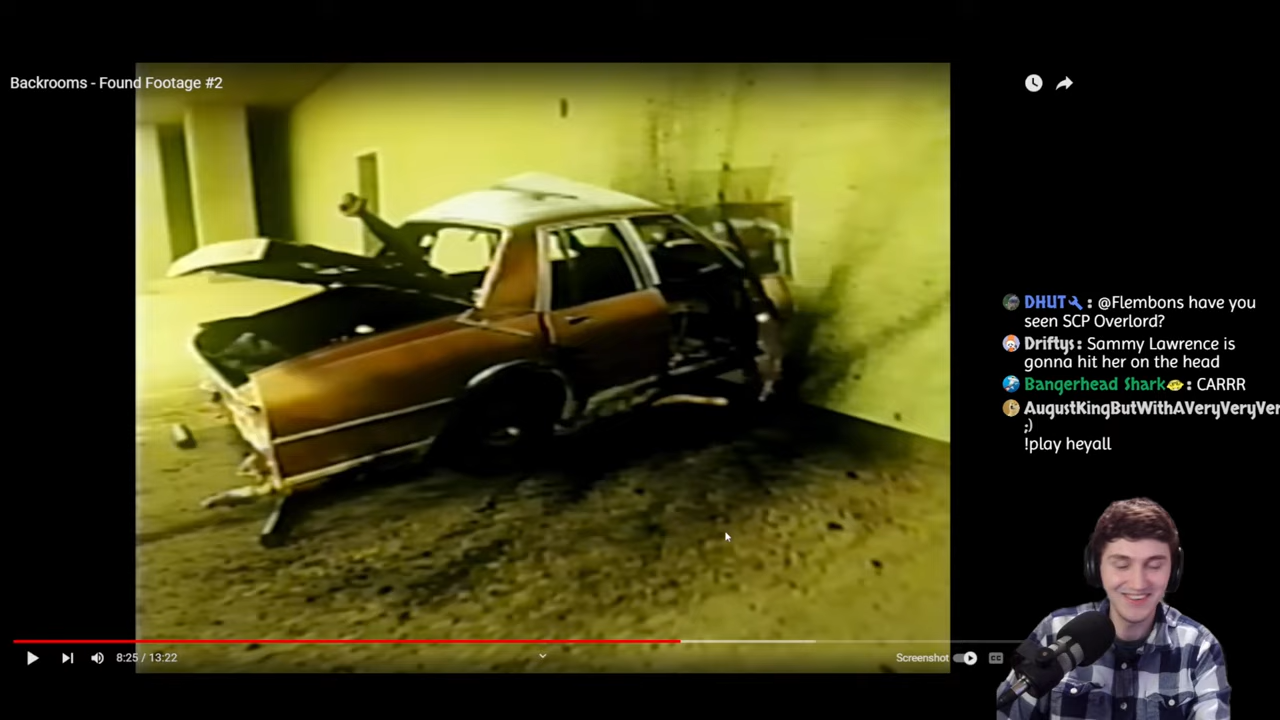 Backrooms - Found Footage #2
DHUT: @Flembons have you
seen SCP Overlord?
Driftys: Sammy Lawrence is
gonna hit her on the head
Bangerhead Shark: CARRR
AugustKingButWithAVeryVeryVer
;)
!play heyall
8:25 / 13:22
Screenshot
CC